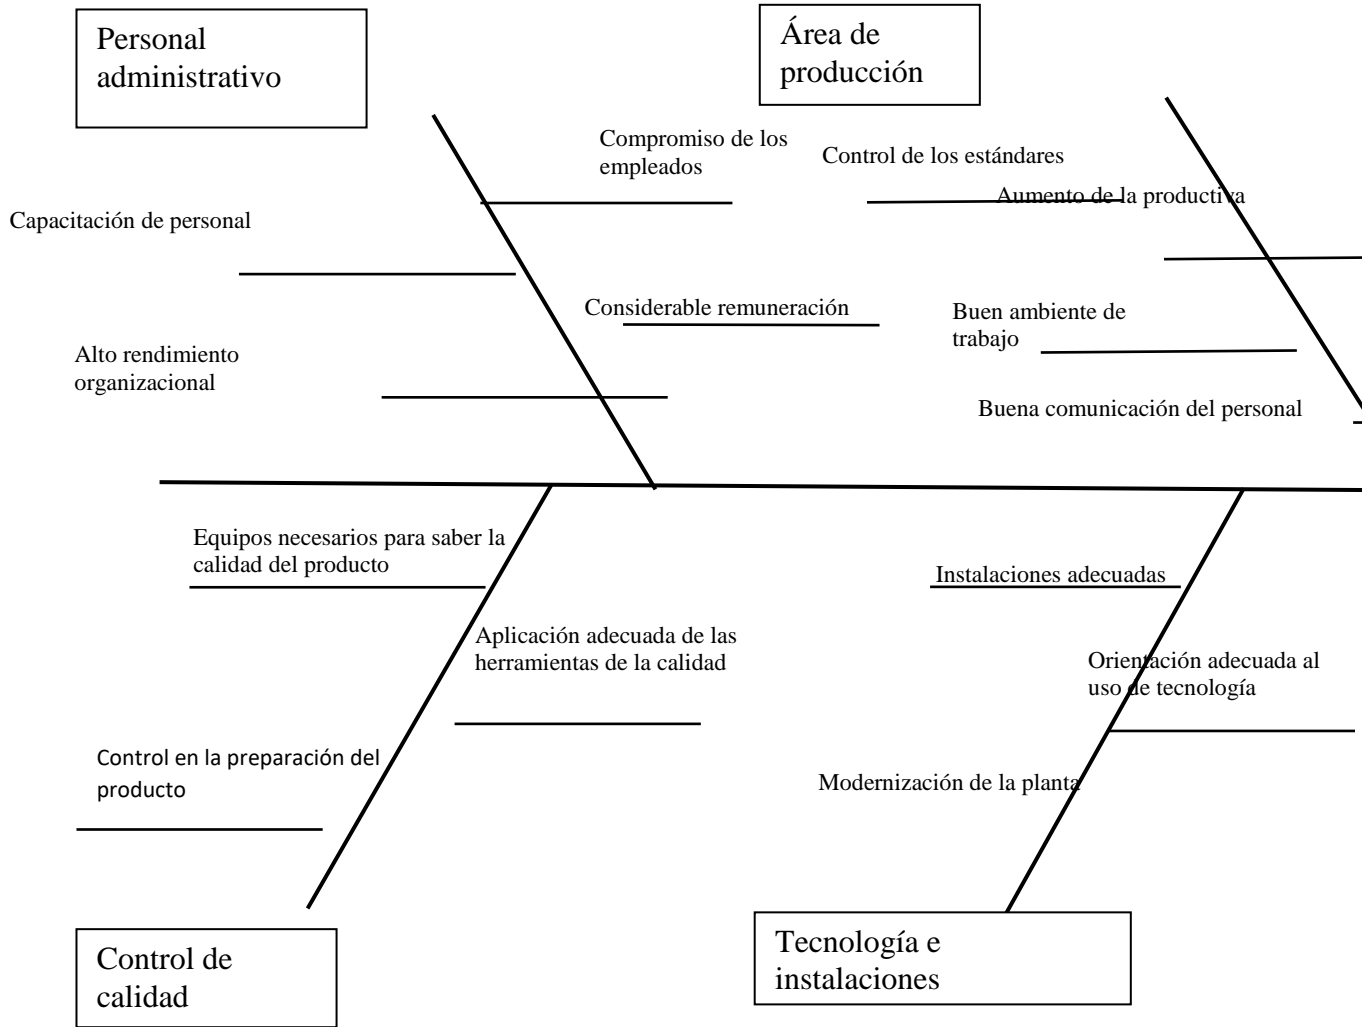 Personal
administrativo
Área de
producción
Compromiso de los
empleados
Control de los estándares
Aumento de la productiva
Capacitación de personal
Considerable remuneración
Buen ambiente de
trabajo
Alto rendimiento
organizacional
Buena comunicación del personal
Equipos necesarios para saber la
calidad del producto
Instalaciones adecuadas
Aplicación adecuada de las
herramientas de la calidad
Orientación adecuada al
uso de tecnología
Control en la preparación del
producto
Modernización de la planta
Control de
calidad
Tecnología e
instalaciones